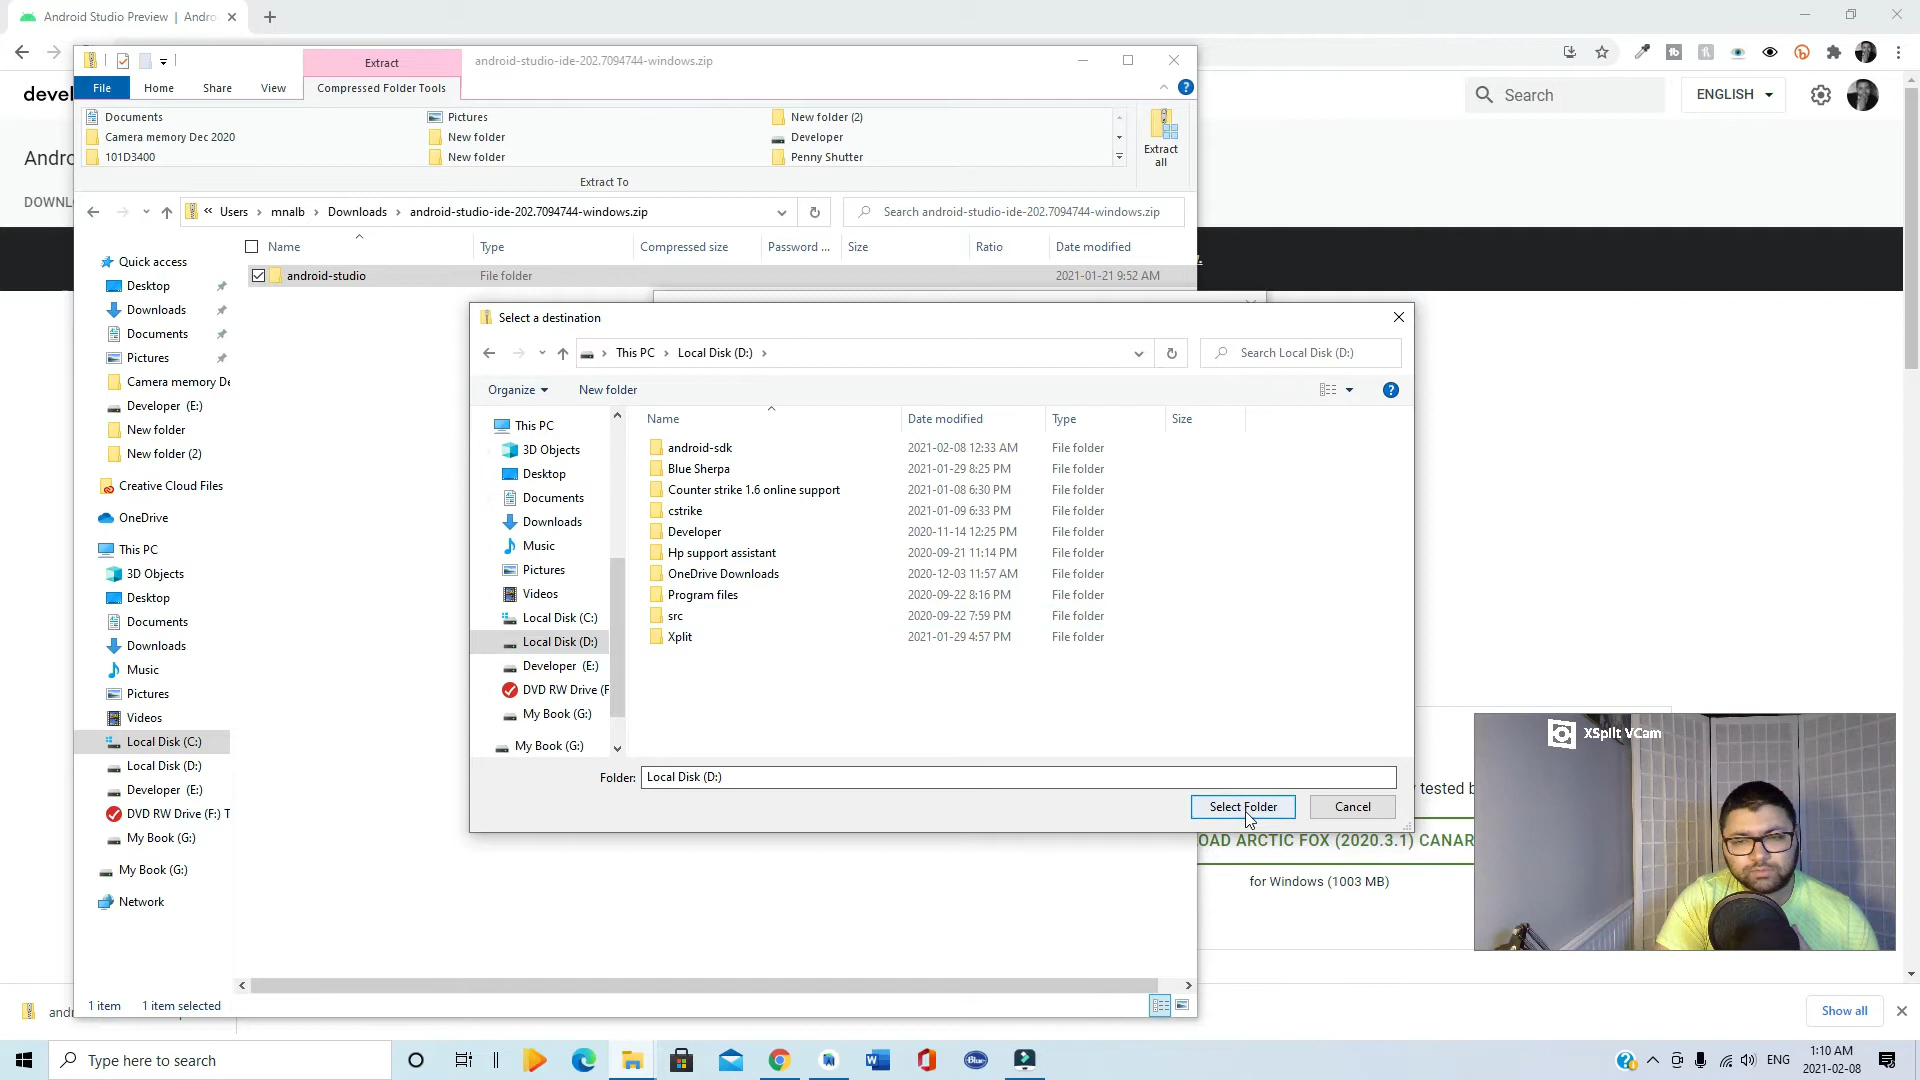 Android Studio Preview | Andro
Extract
android-studio-ide-202.7094744-windows.zip
File
Home
Share
View
Compressed Folder Tools
devel
Search
ENGLISH
Documents
Pictures
New folder (2)
Camera memory Dec 2020
New folder
Developer
101D3400
New folder
Penny Shutter
Extract
all
Extract To
Andro
DOWNL
« Users > mnalb > Downloads > android-studio-ide-202.7094744-windows.zip
Search android-studio-ide-202.7094744-windows.zip
Name
Type
Compressed size
Password ...
Size
Ratio
Date modified
android-studio
File folder
2021-01-21 9:52 AM
Quick access
Desktop
Downloads
Documents
Pictures
Camera memory De
Developer (E:)
New folder
New folder (2)
Creative Cloud Files
OneDrive
This PC
3D Objects
Desktop
Documents
Downloads
Music
Pictures
Videos
Local Disk (C:)
Local Disk (D:)
Developer (E:)
DVD RW Drive (F:) T
My Book (G:)
My Book (G:)
Network
Select a destination
This PC > Local Disk (D:) >
Search Local Disk (D:)
Organize
New folder
This PC
3D Objects
Desktop
Documents
Downloads
Music
Pictures
Videos
Local Disk (C:)
Local Disk (D:)
Developer (E:)
DVD RW Drive (F
My Book (G:)
My Book (G:)
Name
Date modified
Type
Size
android-sdk 2021-02-08 12:33 AM File folder
Blue Sherpa 2021-01-29 8:25 PM File folder
Counter strike 1.6 online support 2021-01-08 6:30 PM File folder
cstrike 2021-01-09 6:33 PM File folder
Developer 2020-11-14 12:25 PM File folder
Hp support assistant 2020-09-21 11:14 PM File folder
OneDrive Downloads 2020-12-03 11:57 AM File folder
Program files 2020-09-22 8:16 PM File folder
src 2020-09-22 7:59 PM File folder
Xplit 2021-01-29 4:57 PM File folder
Folder: Local Disk (D:)
Select Folder
Cancel
XSplit VCam
y tested b
OAD ARCTIC FOX (2020.3.1) CANAR
for Windows (1003 MB)
1 item
1 item selected
andr
Show all
Type here to search
Blue
ENG
1:10 AM
2021-02-08